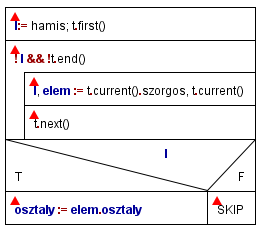 l:= hamis; t.first()
! l && !t.end()
l, elem := t.current().szorgos, t.current()
t.next()
l
T
F
osztaly := elem.osztaly
SKIP